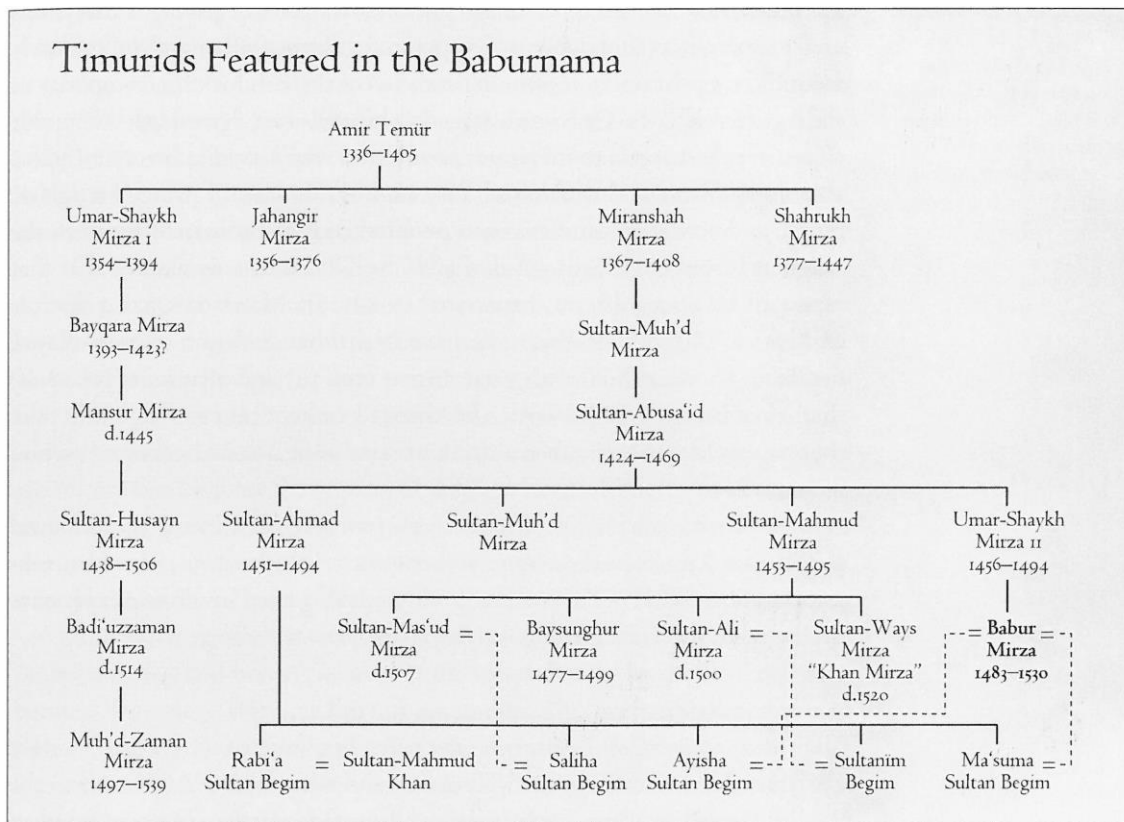 Timurids Featured in the Baburnama
Amir Temür
1336–1405
Umar-Shaykh
Mirza I
1354–1394
Jahangir
Mirza
1356–1376
Miranshah
Mirza
1367–1408
Shahrukh
Mirza
1377–1447
Bayqara Mirza
1393–1423?
Sultan-Muh'd
Mirza
Mansur Mirza
d.1445
Sultan-Abusa‘id
Mirza
1424–1469
Sultan-Husayn
Mirza
1438–1506
Sultan-Ahmad
Mirza
1451–1494
Sultan-Muh'd
Mirza
Sultan-Mahmud
Mirza
1453–1495
Umar-Shaykh
Mirza II
1456–1494
Badi‘uzzaman
Mirza
d.1514
Sultan-Mas‘ud =
Mirza
d.1507
Baysunghur
Mirza
1477–1499
Sultan-Ali =
Mirza
d.1500
Sultan-Ways
Mirza
"Khan Mirza"
d.1520
= Babur =
Mirza
1483–1530
Muh'd-Zaman
Mirza
1497–1539
Rabi‘a =
Sultan Begim
Sultan-Mahmud
Khan
= Saliha
Sultan Begim
Ayisha =
Sultan Begim
= Sultanïm
Begim
Ma‘suma =
Sultan Begim